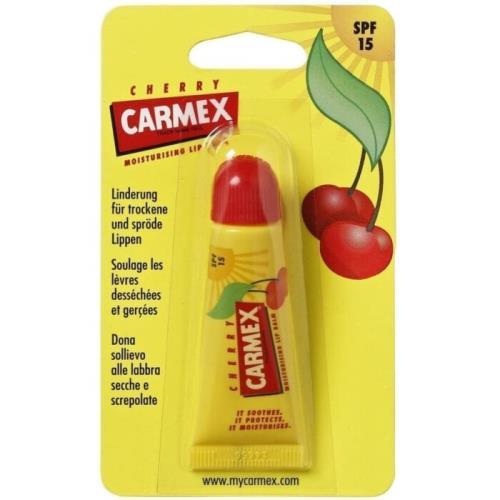 SPF
15
CHERRY
CARMEX
MOISTURISING LIP
Linderung
für trockene
und spröde
Lippen
Soulage les
lèvres
desséchées
et gerçées
Dona
sollievo
alle labbra
secche e
screpolate
SPF
15
CHERRY
CARMEX
MOISTURISING LIP BALM
IT SOOTHES.
IT PROTECTS.
IT MOISTURISES.
www.mycarmex.com